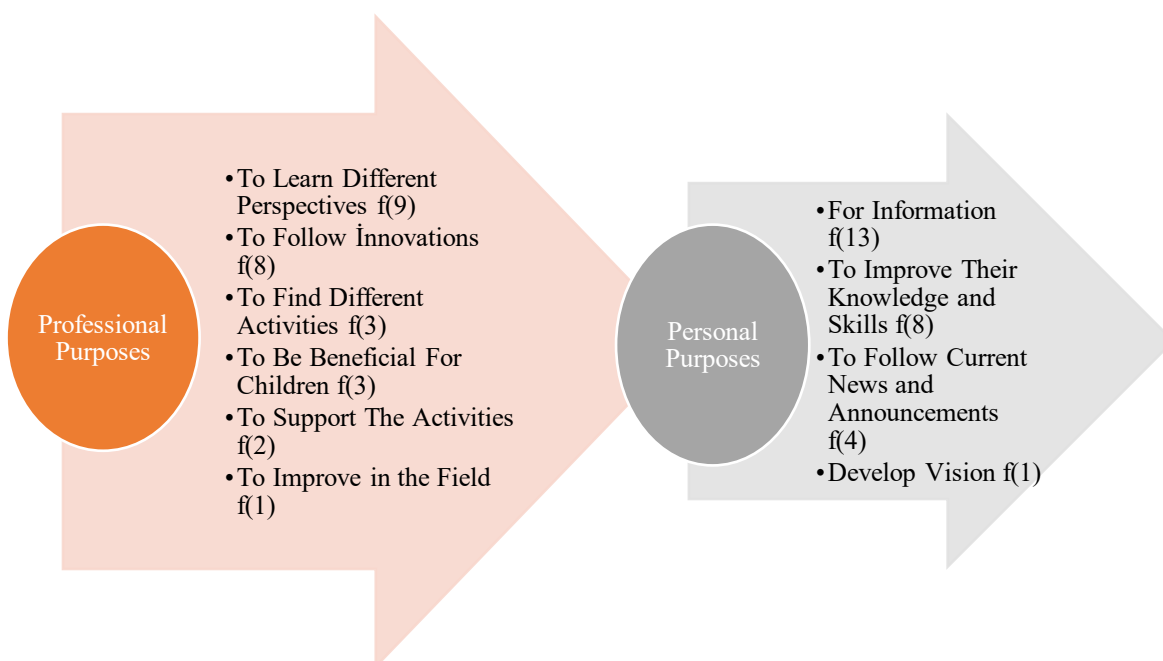 Professional
Purposes
•To Learn Different
Perspectives f(9)
•To Follow İnnovations
f(8)
•To Find Different
Activities f(3)
•To Be Beneficial For
Children f(3)
•To Support The Activities
f(2)
•To Improve in the Field
f(1)
Personal
Purposes
•For Information
f(13)
•To Improve Their
Knowledge and
Skills f(8)
•To Follow Current
News and
Announcements
f(4)
•Develop Vision f(1)